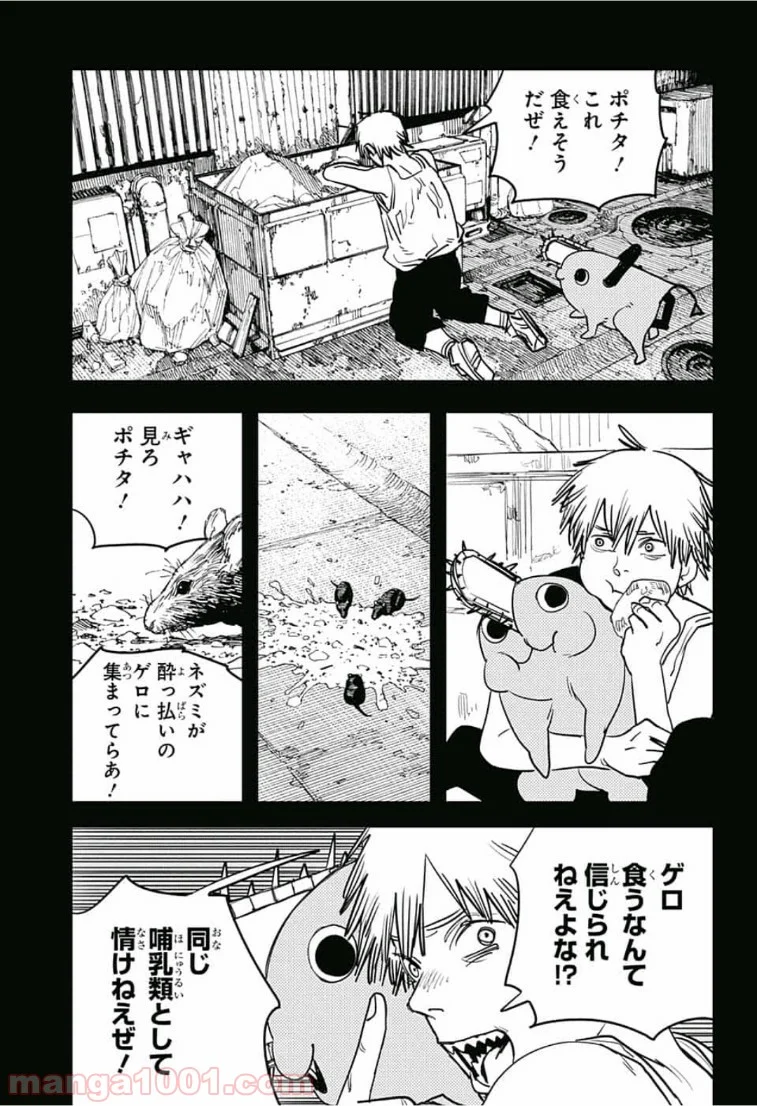 ポチタ!
これ
食えそう
だぜ!
ギャハハ!
見ろ
ポチタ!
ネズミが
酔っ払いの
ゲロに
集まってらあ!
ゲロ
食うなんて
信じられ
ねえよな!?
同じ
哺乳類として
情けねえぜ!
manga1001.com